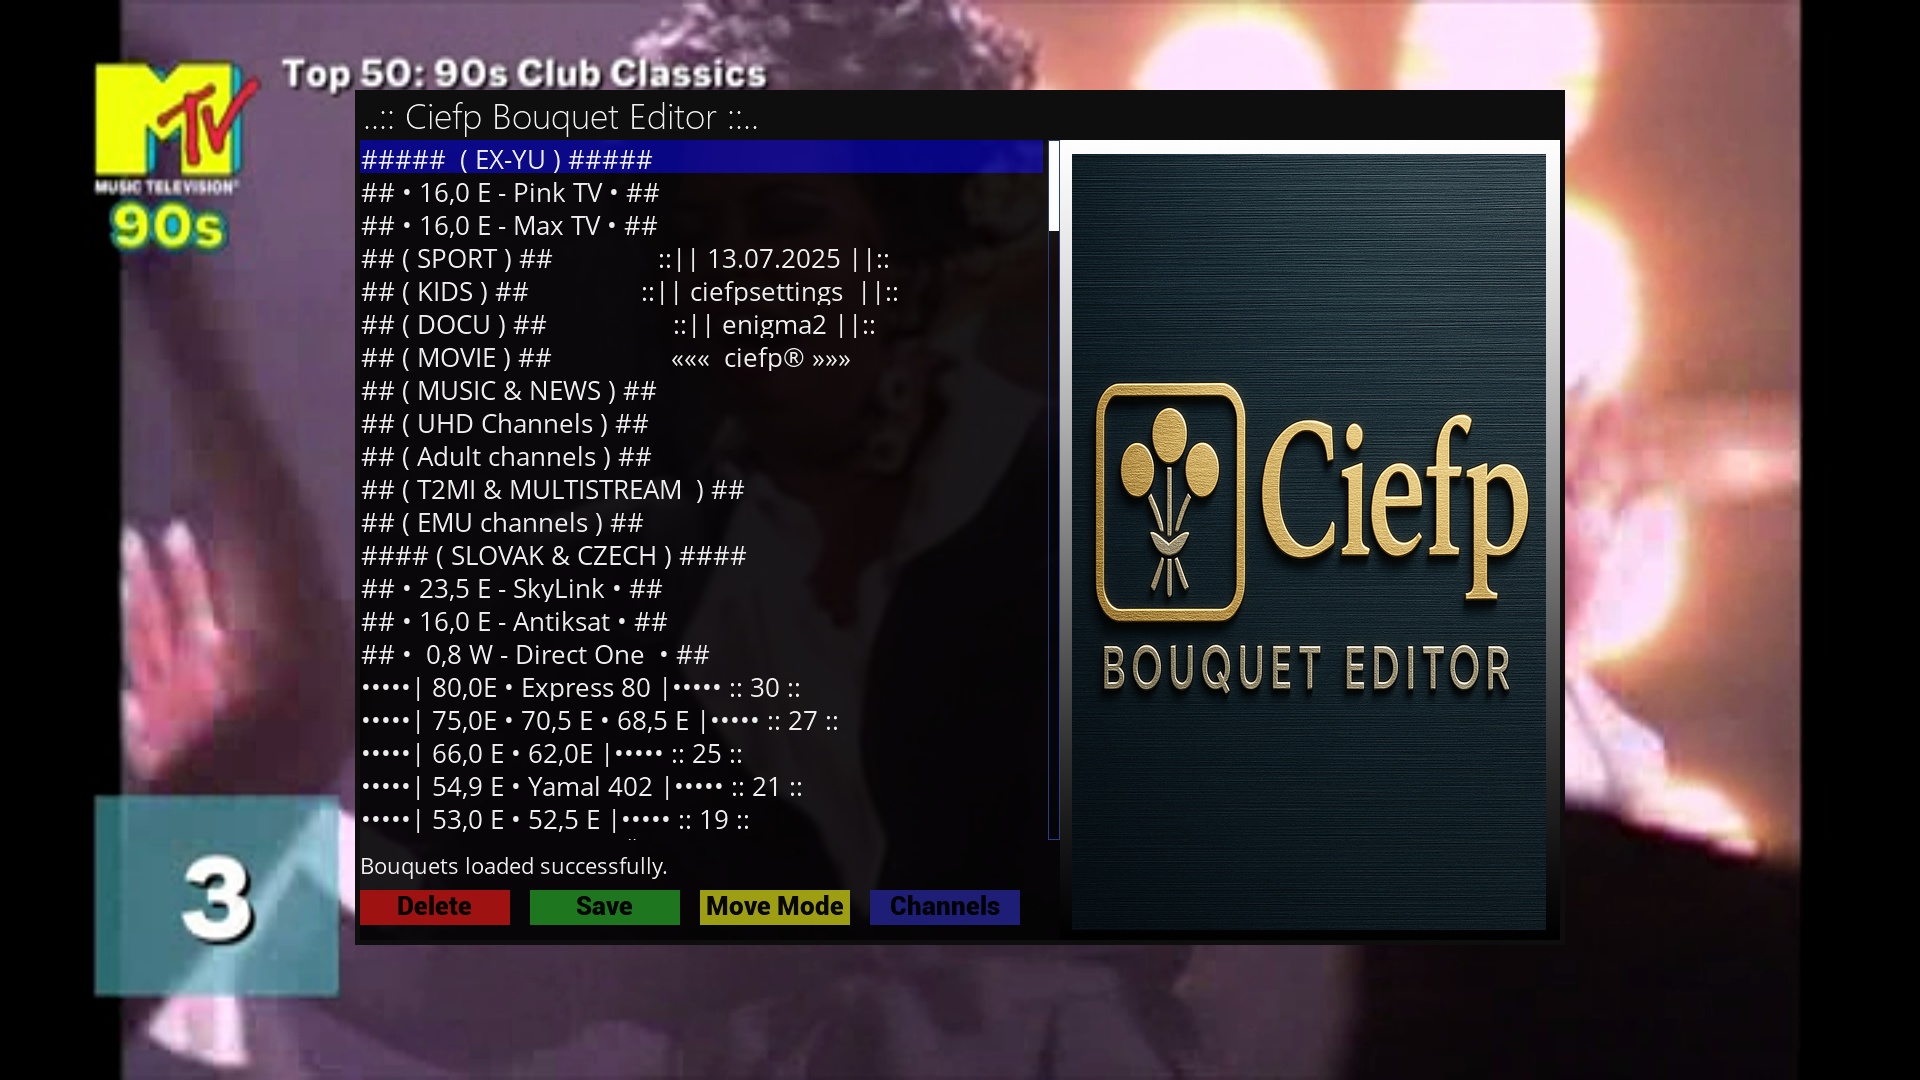 Top 50: 90s Club Classics
MTV
MUSIC TELEVISION®
90s
..:: Ciefp Bouquet Editor ::..
##### ( EX-YU ) #####
## • 16,0 E - Pink TV • ##
## • 16,0 E - Max TV • ##
## ( SPORT ) ## ::|| 13.07.2025 ||::
## ( KIDS ) ## ::|| ciefpsettings ||::
## ( DOCU ) ## ::|| enigma2 ||::
## ( MOVIE ) ## ««« ciefp® »»»
## ( MUSIC & NEWS ) ##
## ( UHD Channels ) ##
## ( Adult channels ) ##
## ( T2MI & MULTISTREAM ) ##
## ( EMU channels ) ##
#### ( SLOVAK & CZECH ) ####
## • 23,5 E - SkyLink • ##
## • 16,0 E - Antiksat • ##
## • 0,8 W - Direct One • ##
•••••| 80,0E • Express 80 |••••• :: 30 ::
•••••| 75,0E • 70,5 E • 68,5 E |••••• :: 27 ::
•••••| 66,0 E • 62,0E |••••• :: 25 ::
•••••| 54,9 E • Yamal 402 |••••• :: 21 ::
•••••| 53,0 E • 52,5 E |••••• :: 19 ::
Bouquets loaded successfully.
Delete
Save
Move Mode
Channels
Ciefp
BOUQUET EDITOR
3